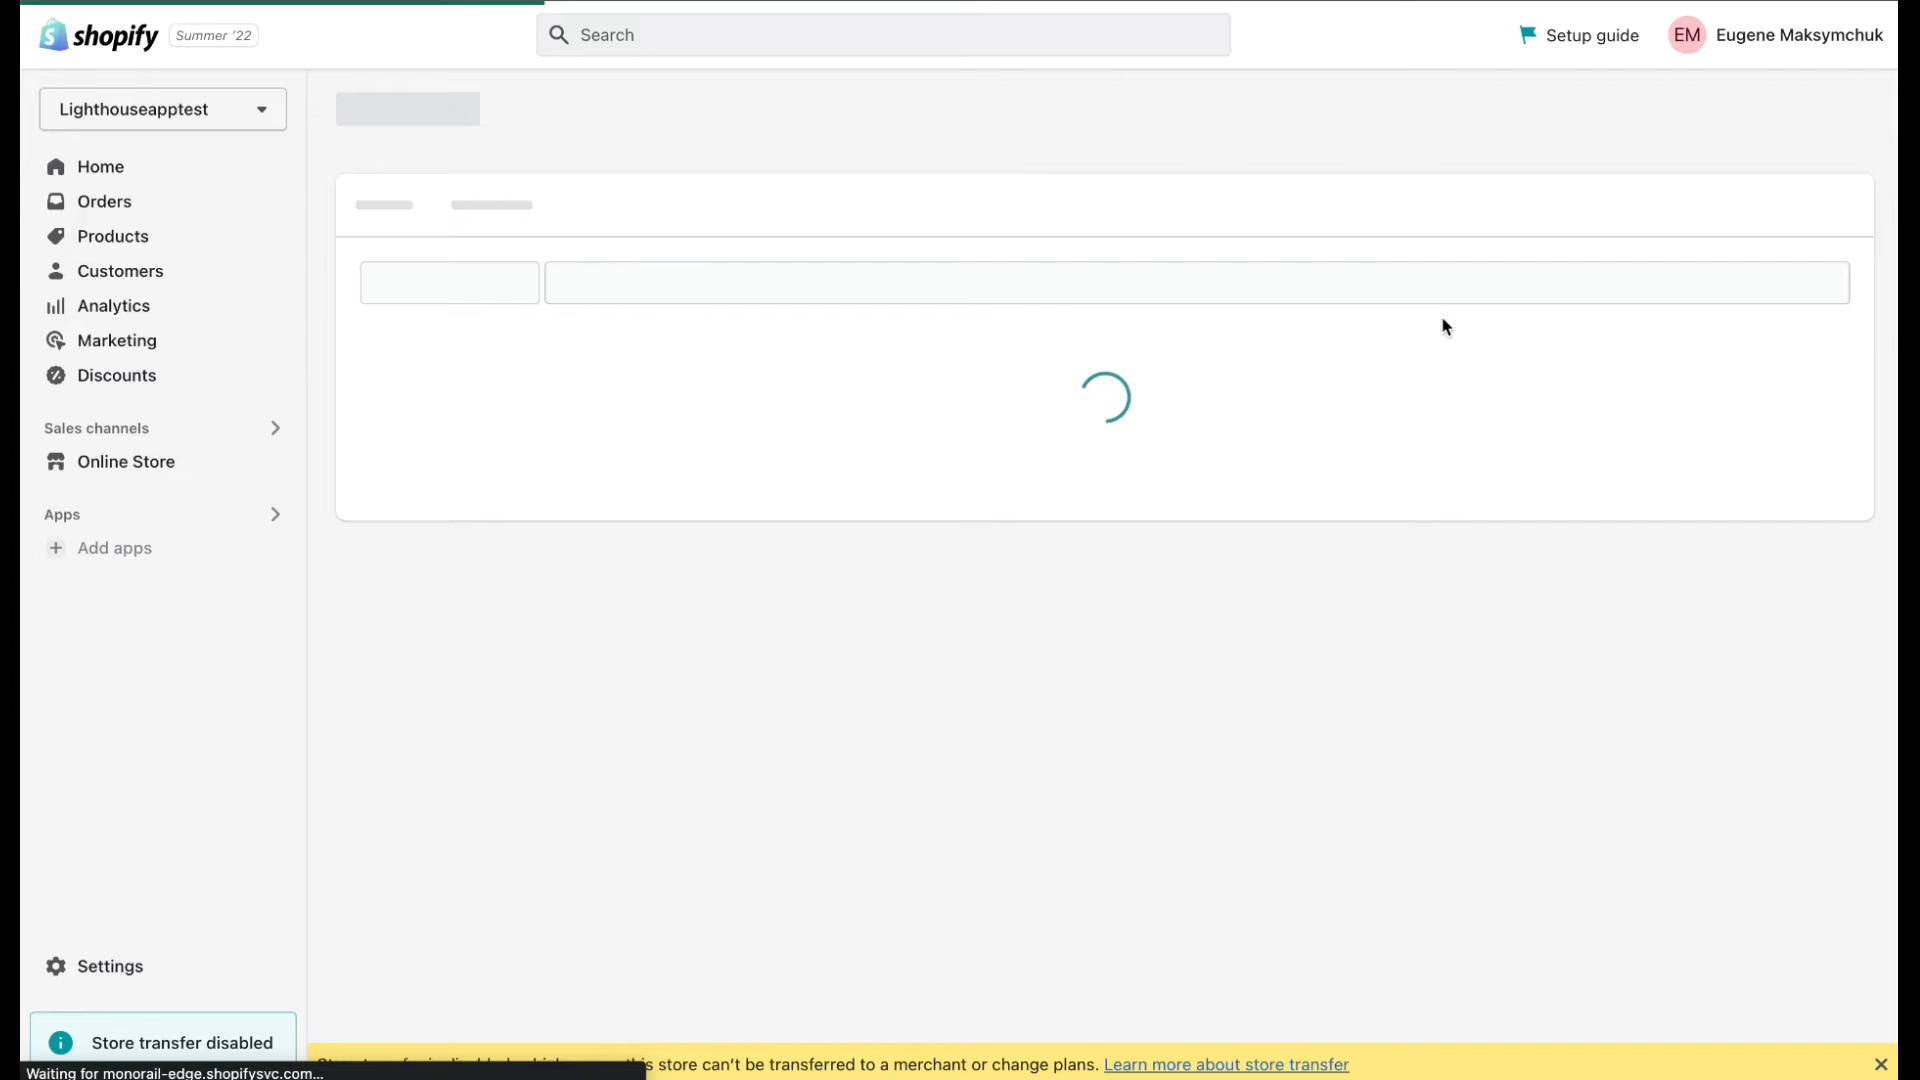 shopify Summer '22
Search
Setup guide
EM Eugene Maksymchuk
Lighthouseapptest
Home
Orders
Products
Customers
Analytics
Marketing
Discounts
Sales channels
Online Store
Apps
Add apps
Settings
Store transfer disabled
store can't be transferred to a merchant or change plans. Learn more about store transfer
Waiting for monorail-edge.shopifysvc.com...